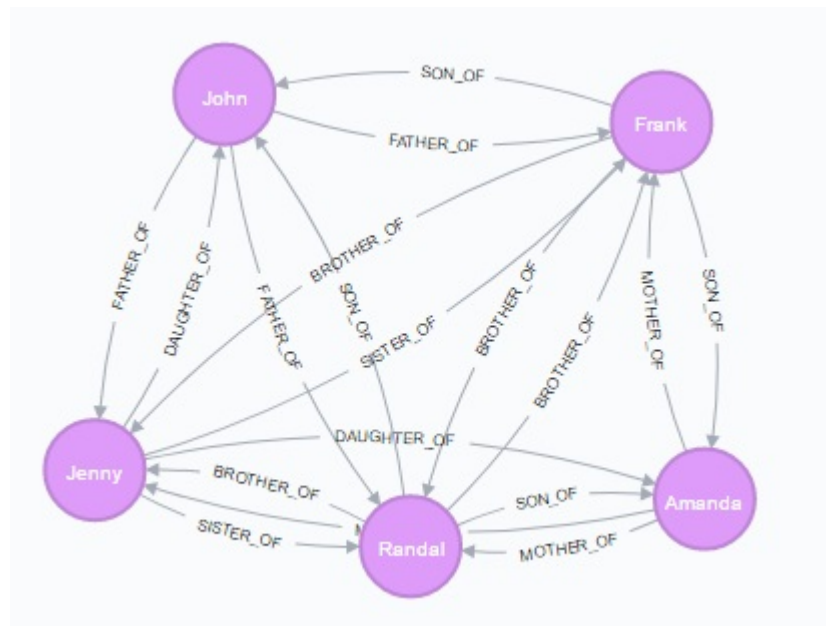 SON_OF
John
Frank
FATHER_OF
BROTHER_OF
FATHER_OF
DAUGHTER_OF
FATHER_OF
SON_OF
BROTHER_OF
MOTHER_OF
SON_OF
SISTER_OF
BROTHER_OF
DAUGHTER_OF
Jenny
BROTHER_OF
SON_OF
Amanda
SISTER_OF
M
Randal
MOTHER_OF